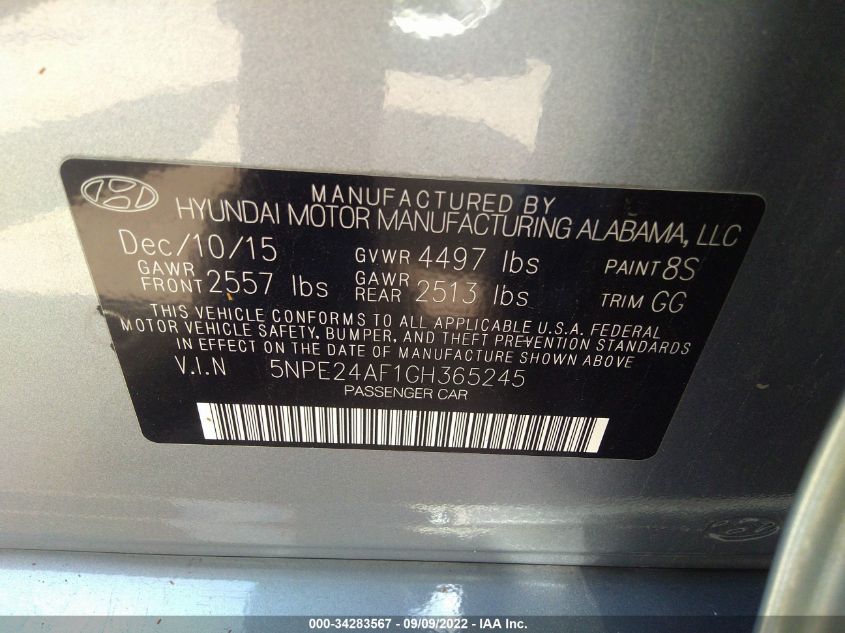 MANUFACTURED BY
HYUNDAI MOTOR MANUFACTURING ALABAMA, LLC
Dec/10/15 GVWR 4497 lbs PAINT 8S
GAWR FRONT 2557 lbs GAWR REAR 2513 lbs TRIM GG
THIS VEHICLE CONFORMS TO ALL APPLICABLE U.S.A. FEDERAL
MOTOR VEHICLE SAFETY, BUMPER, AND THEFT PREVENTION STANDARDS
IN EFFECT ON THE DATE OF MANUFACTURE SHOWN ABOVE
V.I.N 5NPE24AF1GH365245
PASSENGER CAR
000-34283567 - 09/09/2022 - IAA Inc.